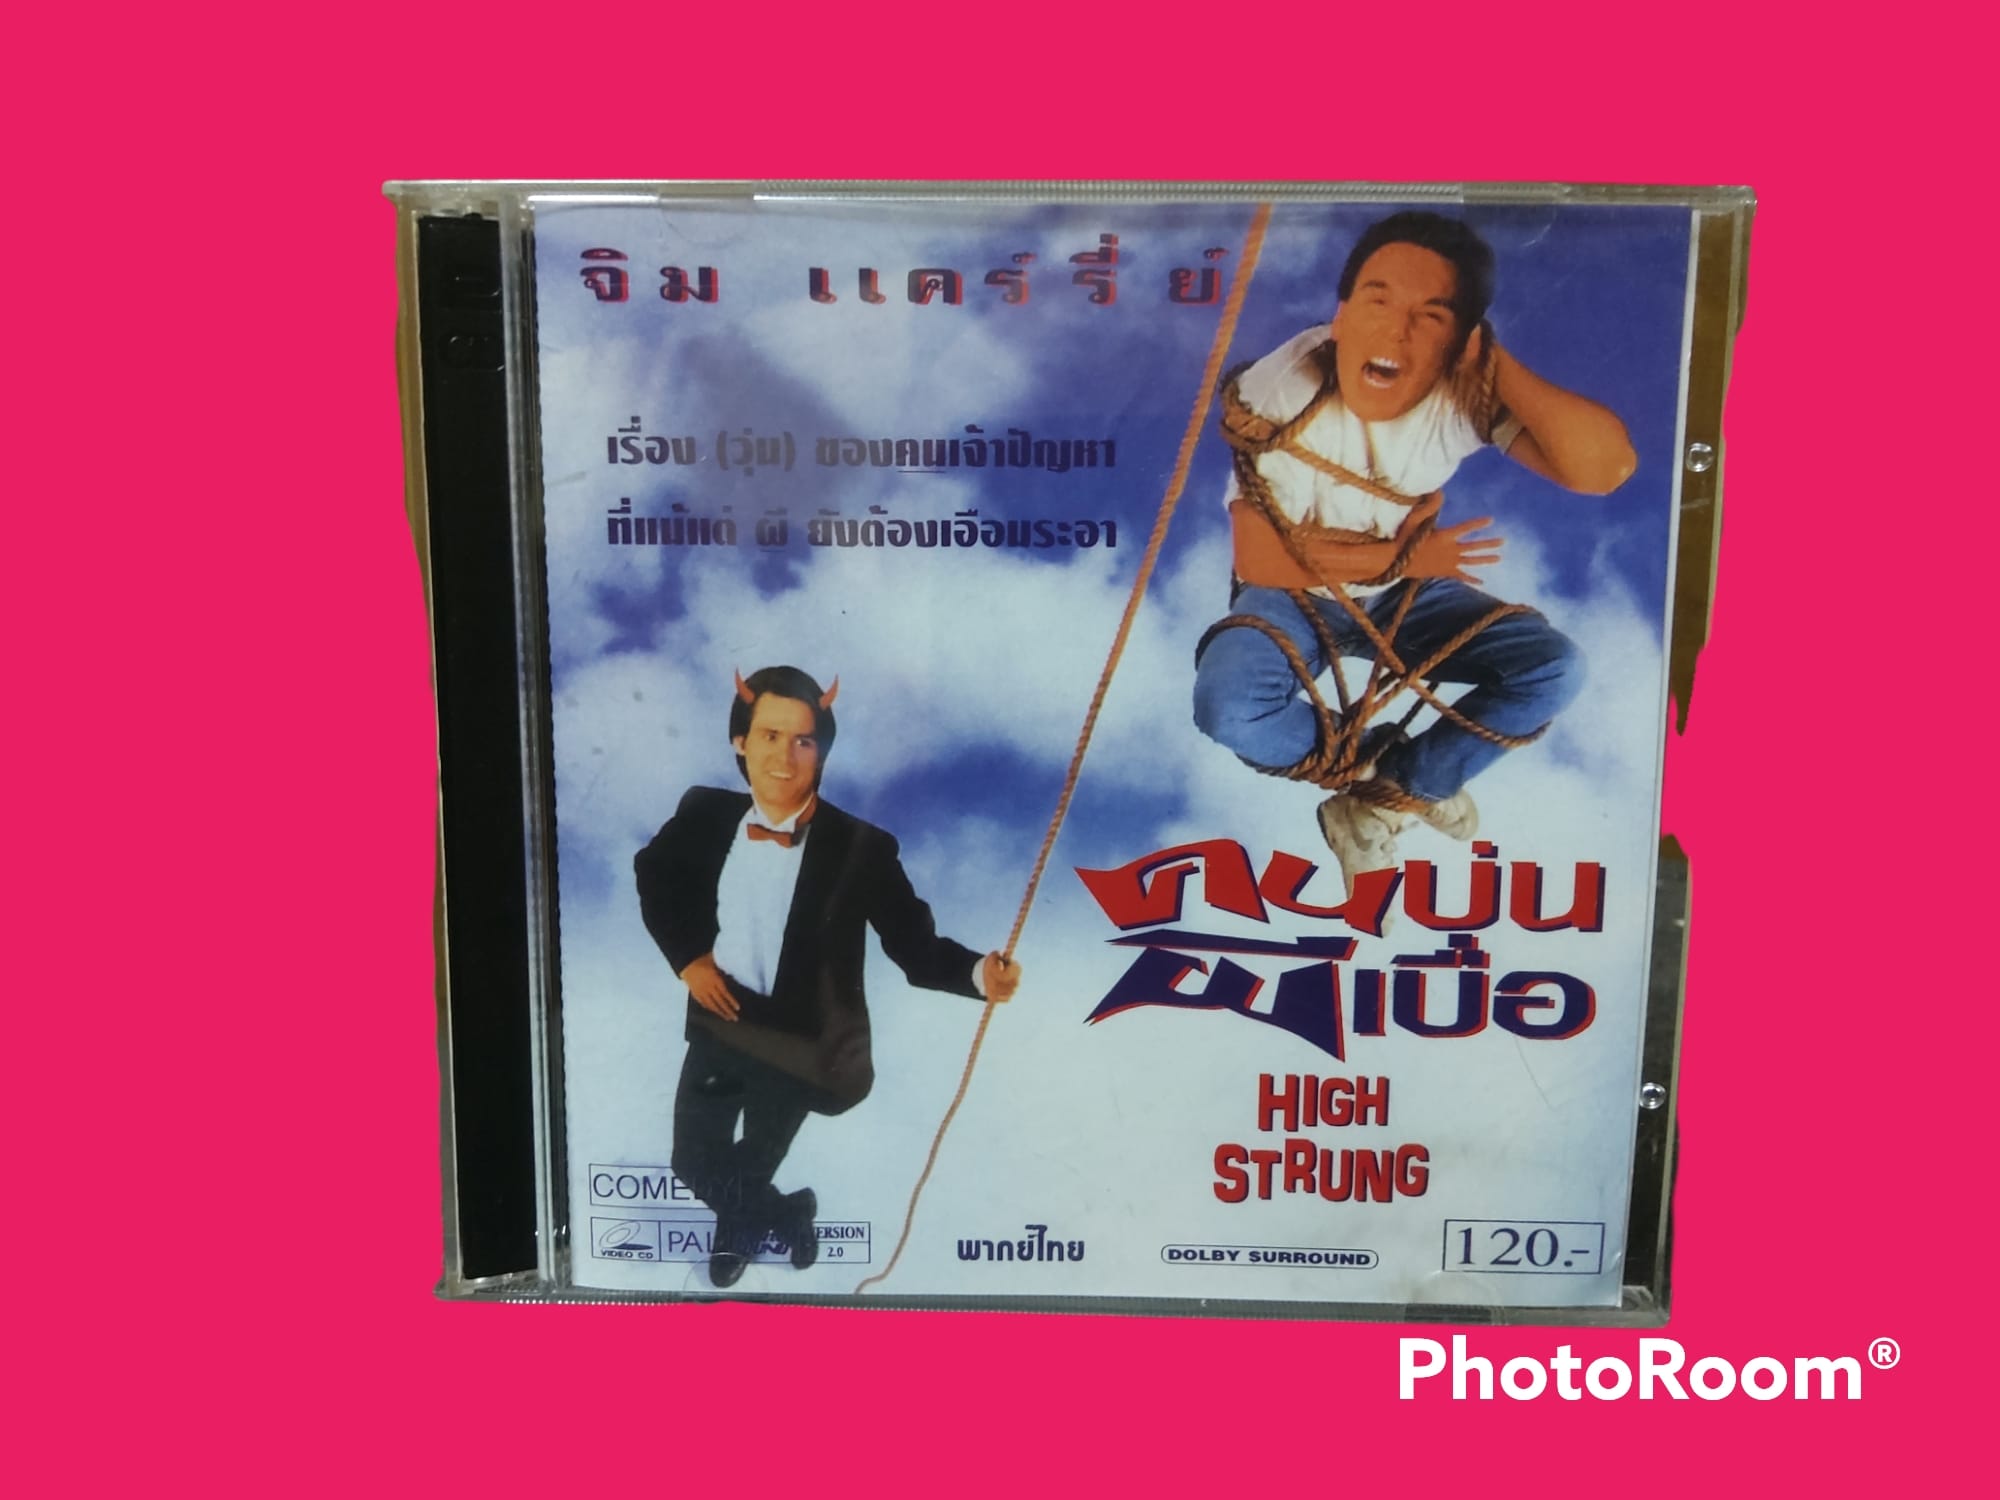 จิม แคร์รี่ย์
เรื่อง (วุ่น) ของคนเจ้าปัญหา
ที่แม้แต่ ผี ยังต้องเอือมระอา
คนบุ่น
ผีเบื่อ
HIGH
STRUNG
COMEDY
VIDEO CD PAL VERSION 2.0
พากย์ไทย
DOLBY SURROUND
120.-
PhotoRoom®